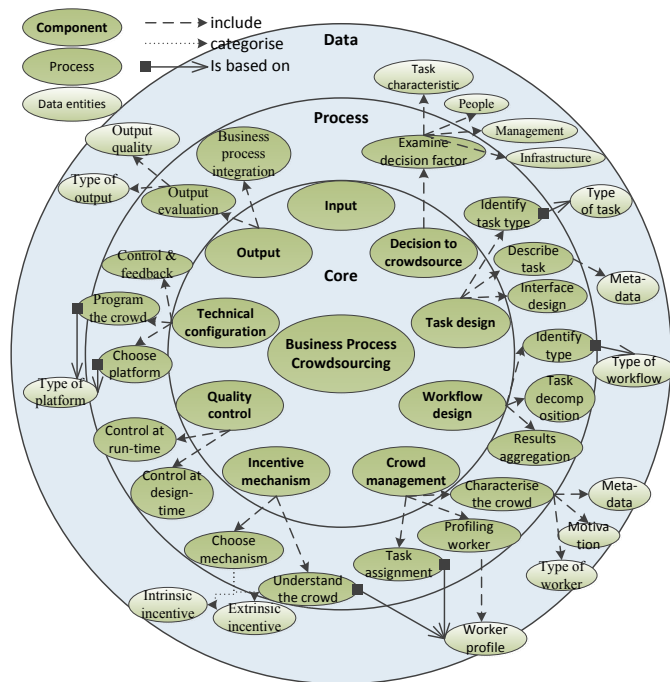 Component
include
categorise
Process
Is based on
Data entities
Data
Task
characteristic
People
Management
Infrastructure
Process
Examine
decision factor
Output
quality
Business
process
integration
Type of
output
Output
evaluation
Identify
task type
Type
of task
Input
Output
Decision to
crowdsource
Describe
task
Meta-
data
Control &
feedback
Core
Interface
design
Program
the crowd
Technical
configuration
Task design
Choose
platform
Business Process
Crowdsourcing
Identify
type
Type of
workflow
Type of
platform
Quality
control
Workflow
design
Task
decomp
osition
Control at
run-time
Results
aggregation
Control at
design-
time
Incentive
mechanism
Crowd
management
Characterise
the crowd
Meta-
data
Motiva
tion
Choose
mechanism
Profiling
worker
Task
assignment
Type of
worker
Understand
the crowd
Intrinsic
incentive
Extrinsic
incentive
Worker
profile